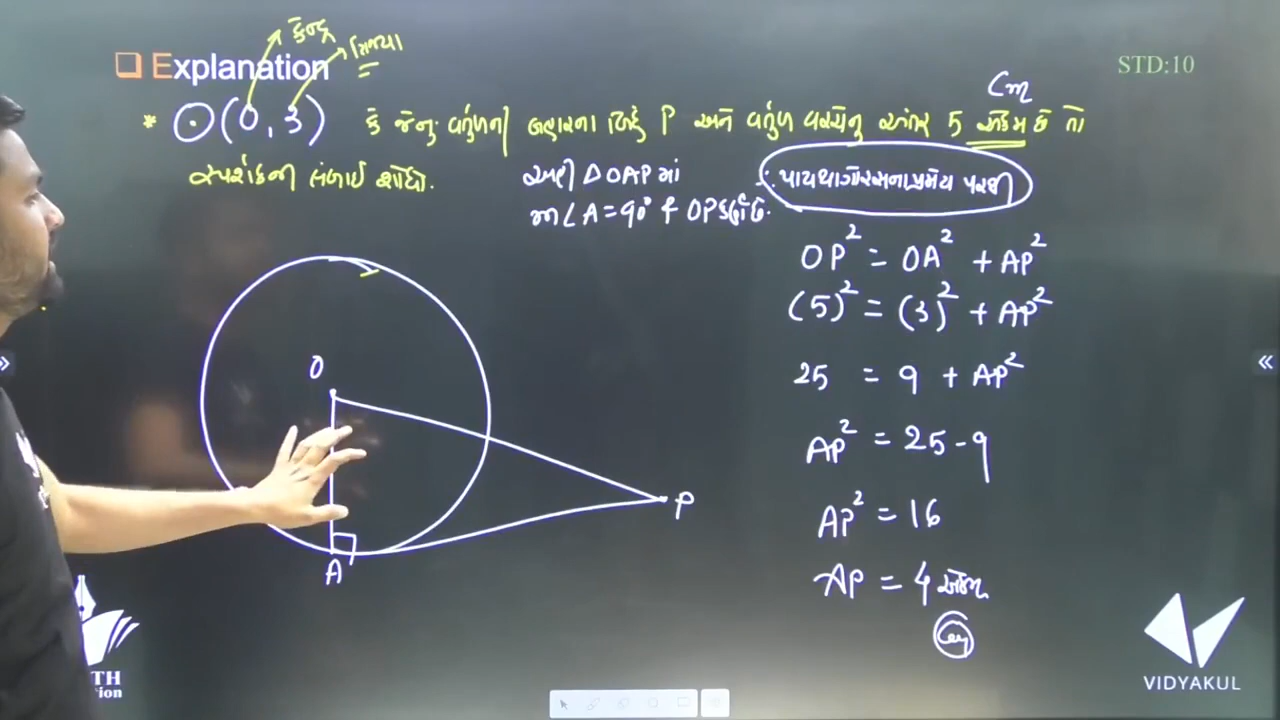 કેન્દ્ર
ત્રિજ્યા
Explanation
STD:10
cm
* ⊙(0, 3) કે જેનુ વર્તુળની બહારના બિંદુ P અને વર્તુળ વચ્ચેનુ અંતર 5 સેકેમ છે તો
સ્પર્શકની લંબાઈ શોધો.
અહી △OAP માં
m∠A = 90° ∴ પાયથાગોરસના પ્રમેય પરથી
OP² = OA² + AP²
(5)² = (3)² + AP²
25 = 9 + AP²
AP² = 25 - 9
AP² = 16
AP = 4 સેમી
O
P
A
VIDYAKUL